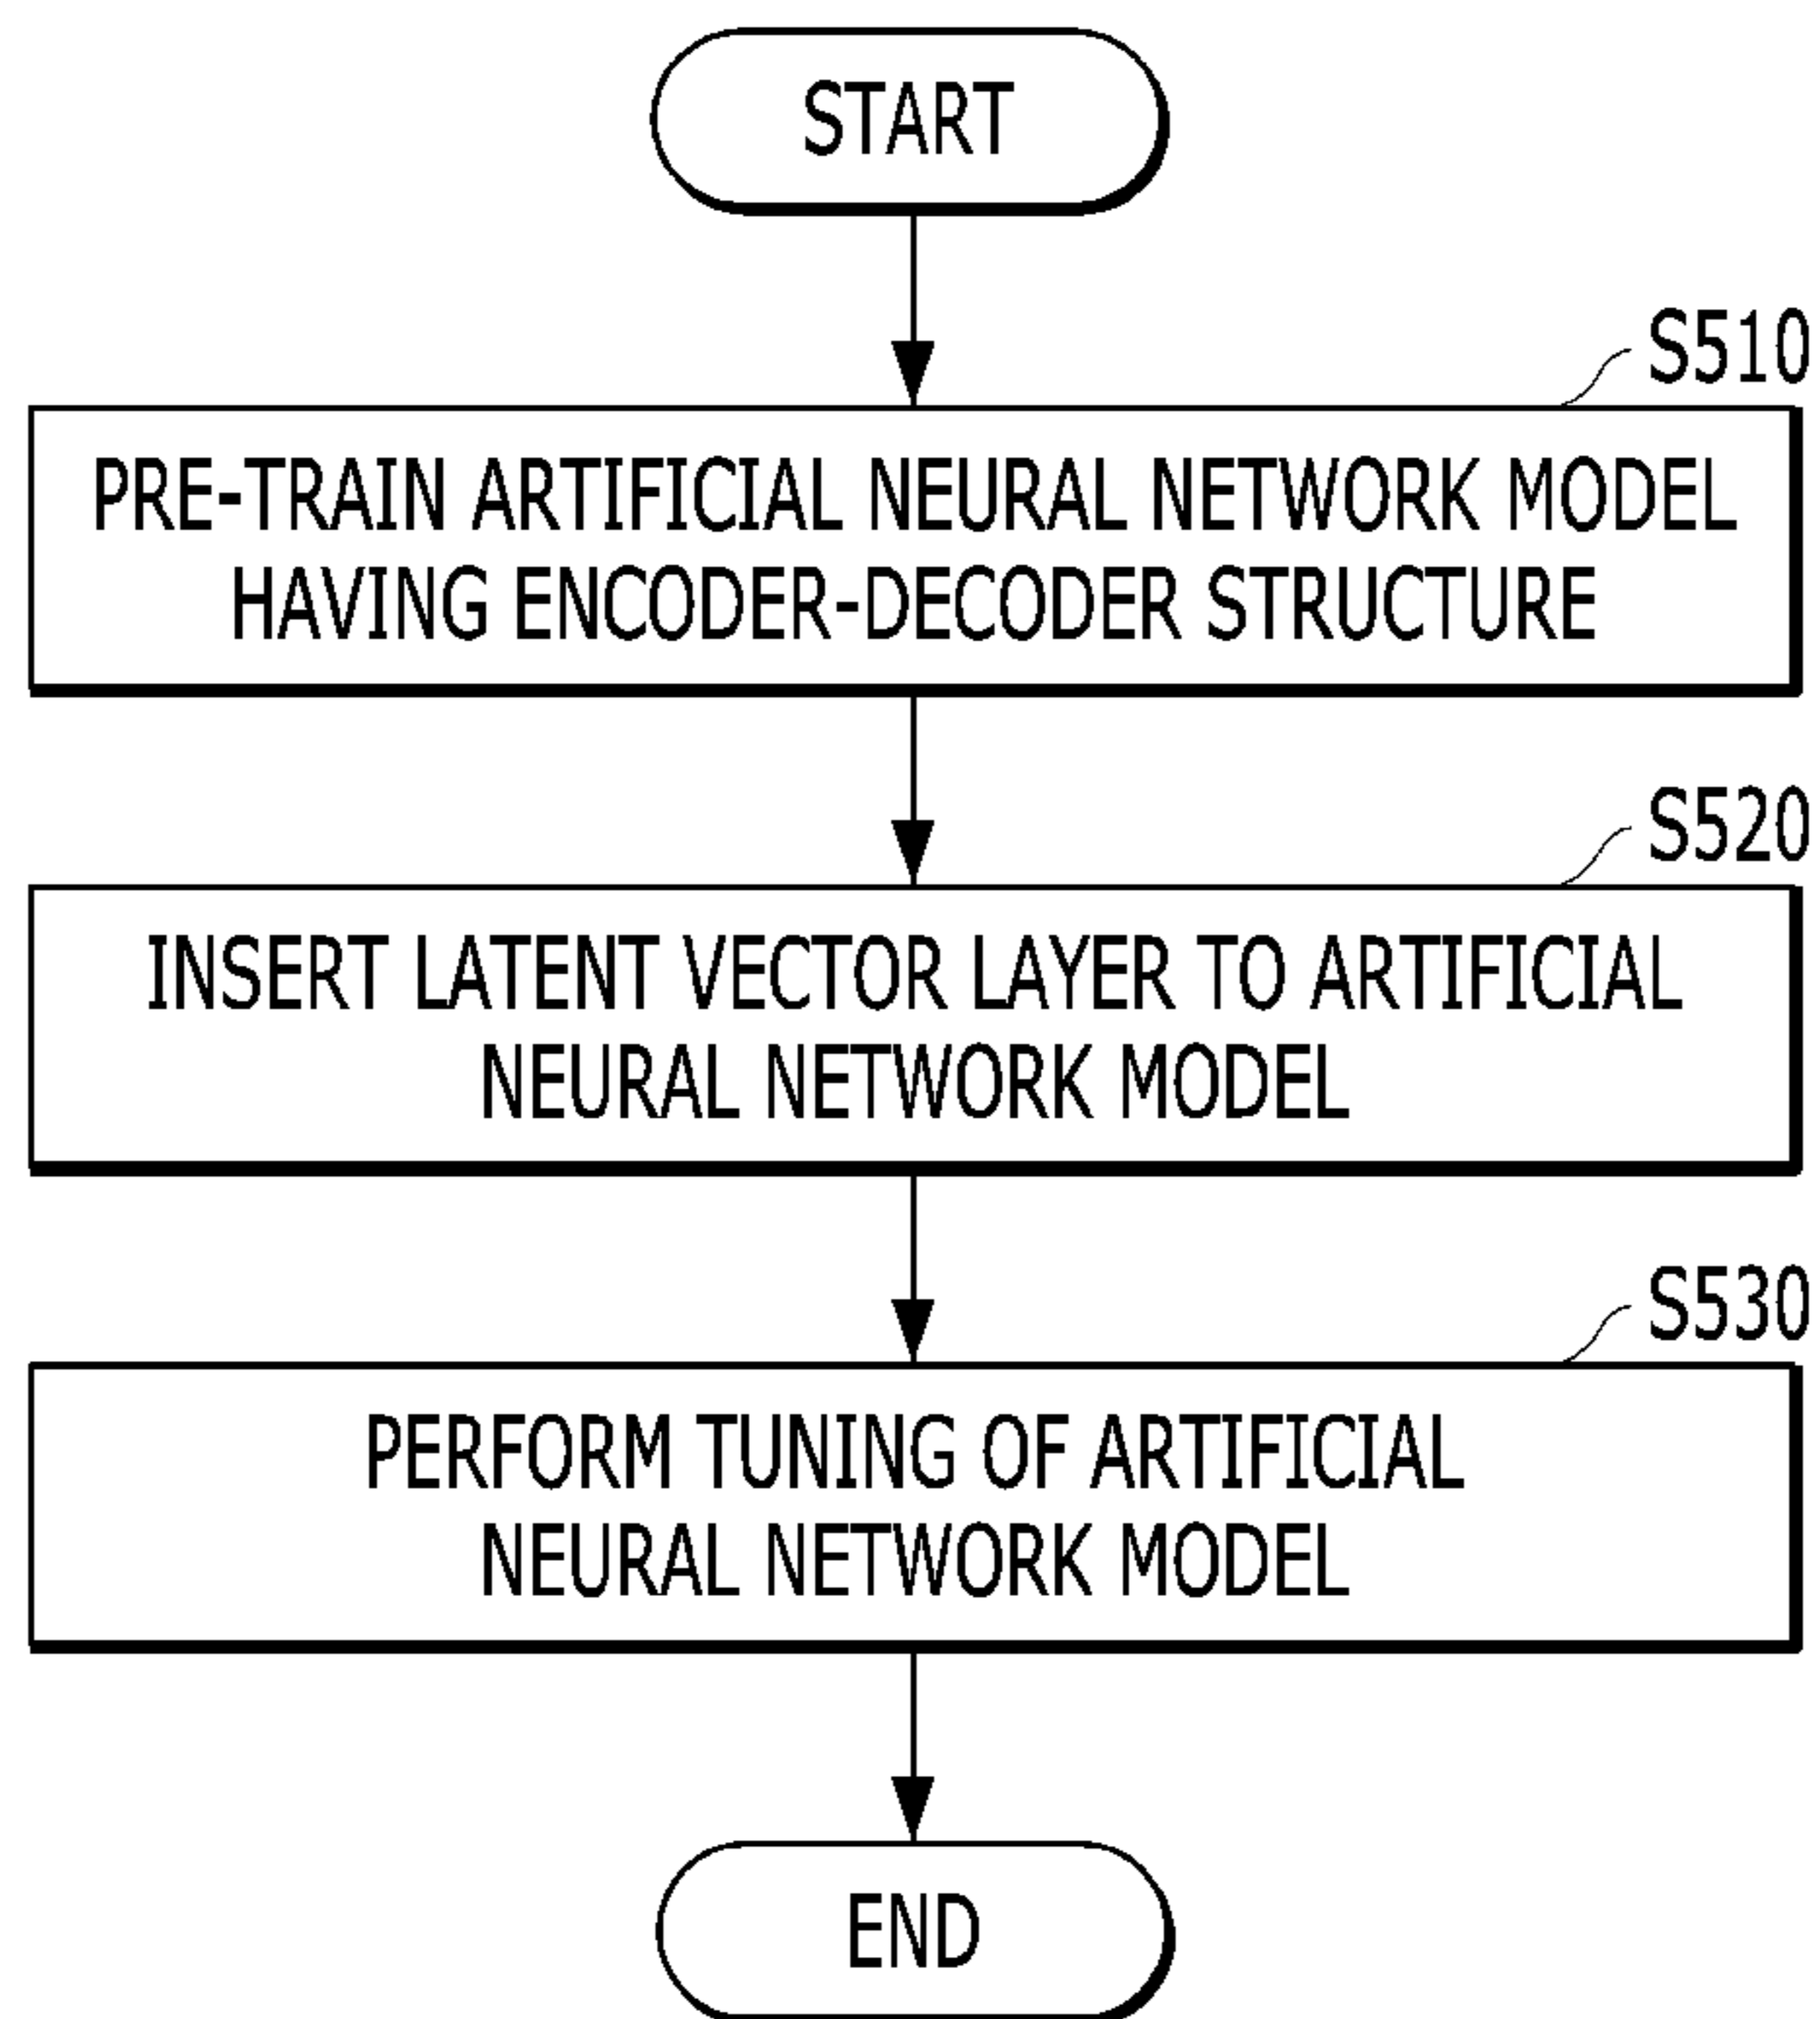 START
S510
PRE-TRAIN ARTIFICIAL NEURAL NETWORK MODEL
HAVING ENCODER-DECODER STRUCTURE
S520
INSERT LATENT VECTOR LAYER TO ARTIFICIAL
NEURAL NETWORK MODEL
S530
PERFORM TUNING OF ARTIFICIAL
NEURAL NETWORK MODEL
END